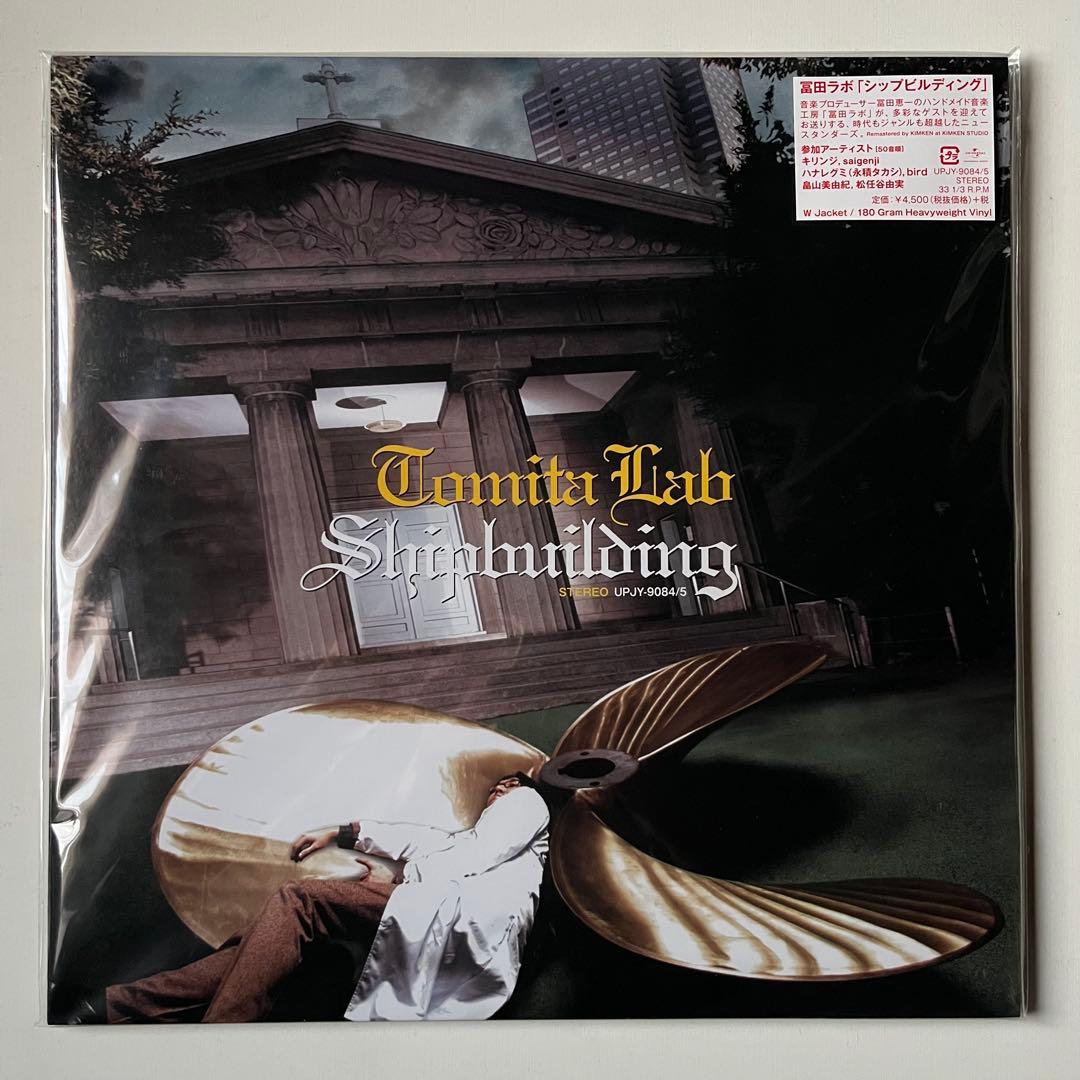 冨田ラボ「シップビルディング」
音楽プロデューサー冨田恵一のハンドメイド音楽
工房「冨田ラボ」が、多彩なゲストを迎えて
お送りする、時代もジャンルも超越したニュー
スタンダーズ。 Remastered by KIMKEN at KIMKEN STUDIO
参加アーティスト [50音順]
キリンジ, saigenji
ハナレグミ(永積タカシ), bird
畠山美由紀, 松任谷由実
UNIVERSAL
UPJY-9084/5
STEREO
33 1/3 R.P.M
定価:¥4,500(税抜価格)+税
W Jacket / 180 Gram Heavyweight Vinyl
Tomita Lab
Shipbuilding
STEREO UPJY-9084/5